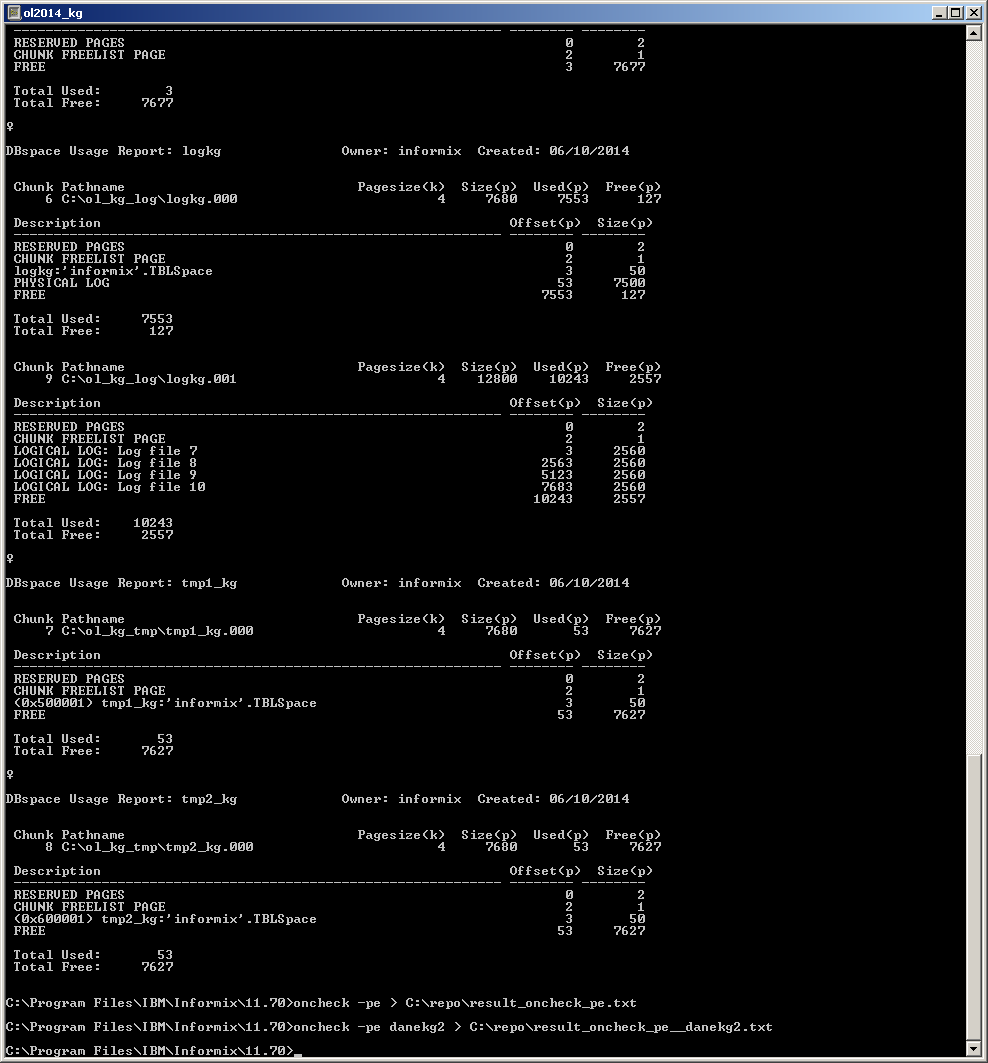 ol2014_kg
RESERVED PAGES 0 2
CHUNK FREELIST PAGE 2 1
FREE 3 7677
Total Used: 3
Total Free: 7677
♀
DBspace Usage Report: logkg Owner: informix Created: 06/10/2014
Chunk Pathname Pagesize(k) Size(p) Used(p) Free(p)
6 C:\ol_kg_log\logkg.000 4 7680 7553 127
Description Offset(p) Size(p)
RESERVED PAGES 0 2
CHUNK FREELIST PAGE 2 1
logkg:'informix'.TBLSpace 3 50
PHYSICAL LOG 53 7500
FREE 7553 127
Total Used: 7553
Total Free: 127
Chunk Pathname Pagesize(k) Size(p) Used(p) Free(p)
9 C:\ol_kg_log\logkg.001 4 12800 10243 2557
Description Offset(p) Size(p)
RESERVED PAGES 0 2
CHUNK FREELIST PAGE 2 1
LOGICAL LOG: Log file 7 3 2560
LOGICAL LOG: Log file 8 2563 2560
LOGICAL LOG: Log file 9 5123 2560
LOGICAL LOG: Log file 10 7683 2560
FREE 10243 2557
Total Used: 10243
Total Free: 2557
♀
DBspace Usage Report: tmp1_kg Owner: informix Created: 06/10/2014
Chunk Pathname Pagesize(k) Size(p) Used(p) Free(p)
7 C:\ol_kg_tmp\tmp1_kg.000 4 7680 53 7627
Description Offset(p) Size(p)
RESERVED PAGES 0 2
CHUNK FREELIST PAGE 2 1
(0x500001) tmp1_kg:'informix'.TBLSpace 3 50
FREE 53 7627
Total Used: 53
Total Free: 7627
♀
DBspace Usage Report: tmp2_kg Owner: informix Created: 06/10/2014
Chunk Pathname Pagesize(k) Size(p) Used(p) Free(p)
8 C:\ol_kg_tmp\tmp2_kg.000 4 7680 53 7627
Description Offset(p) Size(p)
RESERVED PAGES 0 2
CHUNK FREELIST PAGE 2 1
(0x600001) tmp2_kg:'informix'.TBLSpace 3 50
FREE 53 7627
Total Used: 53
Total Free: 7627
C:\Program Files\IBM\Informix\11.70>oncheck -pe > C:\repo\result_oncheck_pe.txt
C:\Program Files\IBM\Informix\11.70>oncheck -pe danekg2 > C:\repo\result_oncheck_pe__danekg2.txt
C:\Program Files\IBM\Informix\11.70>_